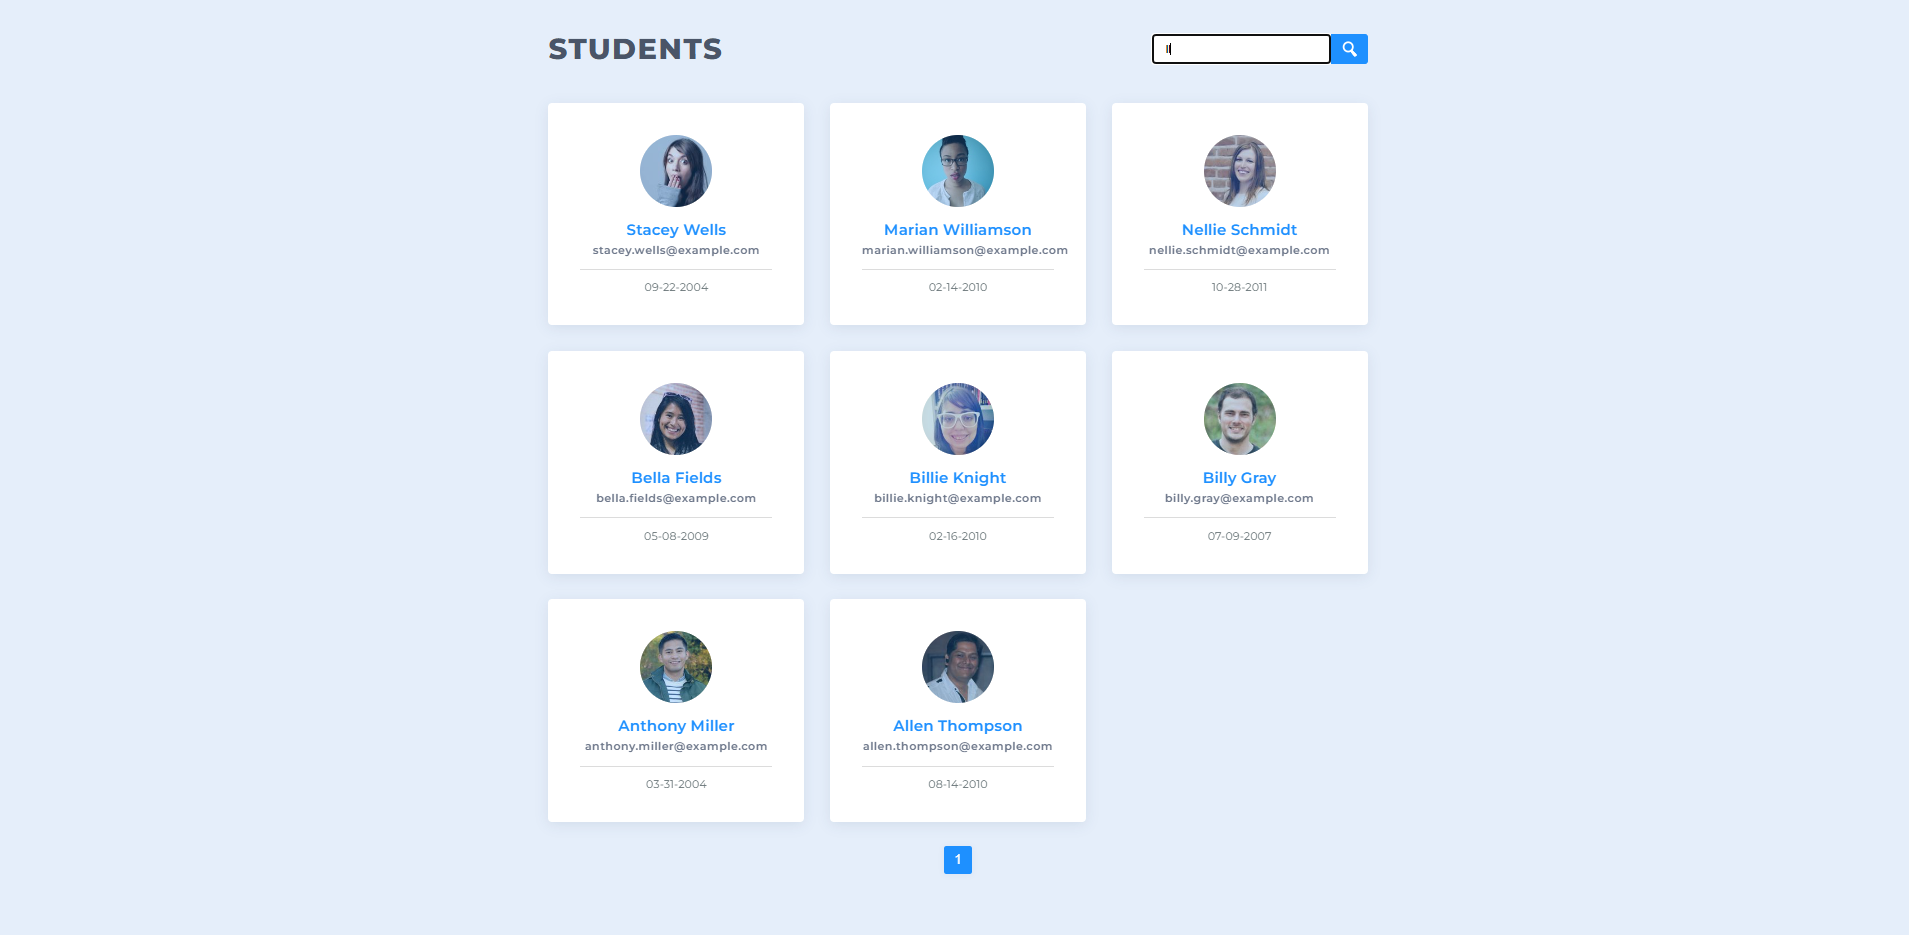 STUDENTS
ll
Stacey Wells
stacey.wells@example.com
09-22-2004
Marian Williamson
marian.williamson@example.com
02-14-2010
Nellie Schmidt
nellie.schmidt@example.com
10-28-2011
Bella Fields
bella.fields@example.com
05-08-2009
Billie Knight
billie.knight@example.com
02-16-2010
Billy Gray
billy.gray@example.com
07-09-2007
Anthony Miller
anthony.miller@example.com
03-31-2004
Allen Thompson
allen.thompson@example.com
08-14-2010
1